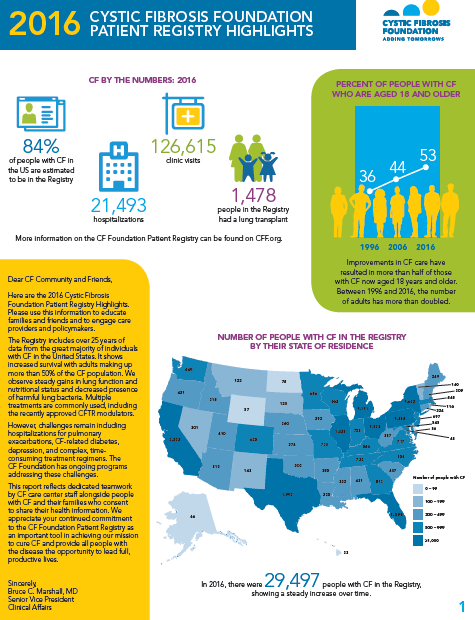 2016 CYSTIC FIBROSIS FOUNDATION
PATIENT REGISTRY HIGHLIGHTS
CYSTIC FIBROSIS
FOUNDATION
ADDING TOMORROWS
CF BY THE NUMBERS: 2016
84%
of people with CF in
the US are estimated
to be in the Registry
21,493
hospitalizations
126,615
clinic visits
1,478
people in the Registry
had a lung transplant
More information on the CF Foundation Patient Registry can be found on CFF.org.
PERCENT OF PEOPLE WITH CF
WHO ARE AGED 18 AND OLDER
36
44
53
1996 2006 2016
Improvements in CF care have
resulted in more than half of those
with CF now aged 18 years and older.
Between 1996 and 2016, the number
of adults has more than doubled.
Dear CF Community and Friends,
Here are the 2016 Cystic Fibrosis
Foundation Patient Registry Highlights.
Please use this information to educate
families and friends and to engage care
providers and policymakers.
The Registry includes over 25 years of
data from the great majority of individuals
with CF in the United States. It shows
increased survival with adults making up
more than 50% of the CF population. We
observe steady gains in lung function and
nutritional status and decreased presence
of harmful lung bacteria. Multiple
treatments are commonly used, including
the recently approved CFTR modulators.
However, challenges remain including
hospitalizations for pulmonary
exacerbations, CF-related diabetes,
depression, and complex, time-
consuming treatment regimens. The
CF Foundation has ongoing programs
addressing these challenges.
This report reflects dedicated teamwork
by CF care center staff alongside people
with CF and their families who consent
to share their health information. We
appreciate your continued commitment
to the CF Foundation Patient Registry as
an important tool in achieving our mission
to cure CF and provide all people with
the disease the opportunity to lead full,
productive lives.
Sincerely,
Bruce C. Marshall, MD
Senior Vice President
Clinical Affairs
NUMBER OF PEOPLE WITH CF IN THE REGISTRY
BY THEIR STATE OF RESIDENCE
Number of people with CF
0 – 99
100 – 199
200 – 499
500 – 999
≥1,000
In 2016, there were 29,497 people with CF in the Registry,
showing a steady increase over time.
1